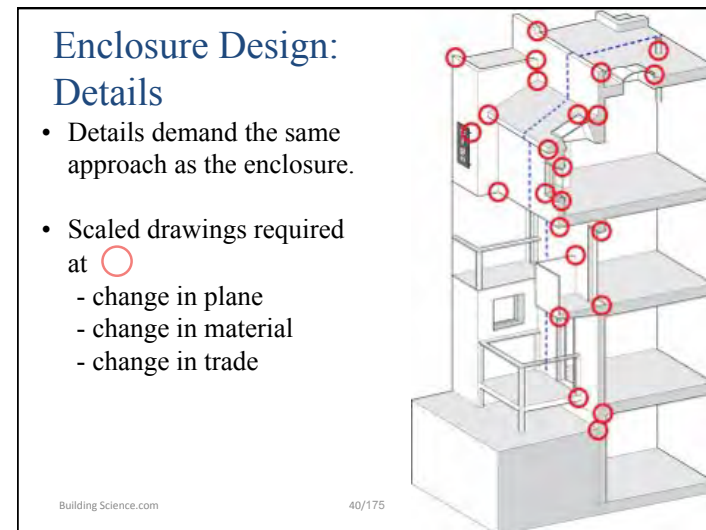 Enclosure Design:
Details
• Details demand the same
approach as the enclosure.
• Scaled drawings required
at
- change in plane
- change in material
- change in trade
Building Science.com
40/175